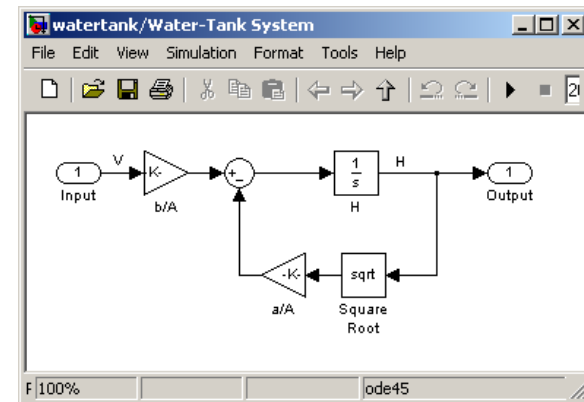 watertank/Water-Tank System
File Edit View Simulation Format Tools Help
1
Input
V
K-
b/A
+
-
1
s
H
H
1
Output
-K-
a/A
sqrt
Square
Root
100%
ode45